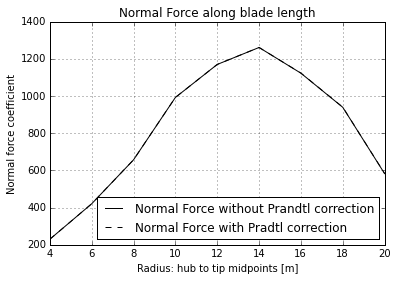 Normal Force along blade length
Normal force coefficient
1400
1200
1000
800
600
400
200
Normal Force without Prandtl correction
Normal Force with Pradtl correction
4 6 8 10 12 14 16 18 20
Radius: hub to tip midpoints [m]